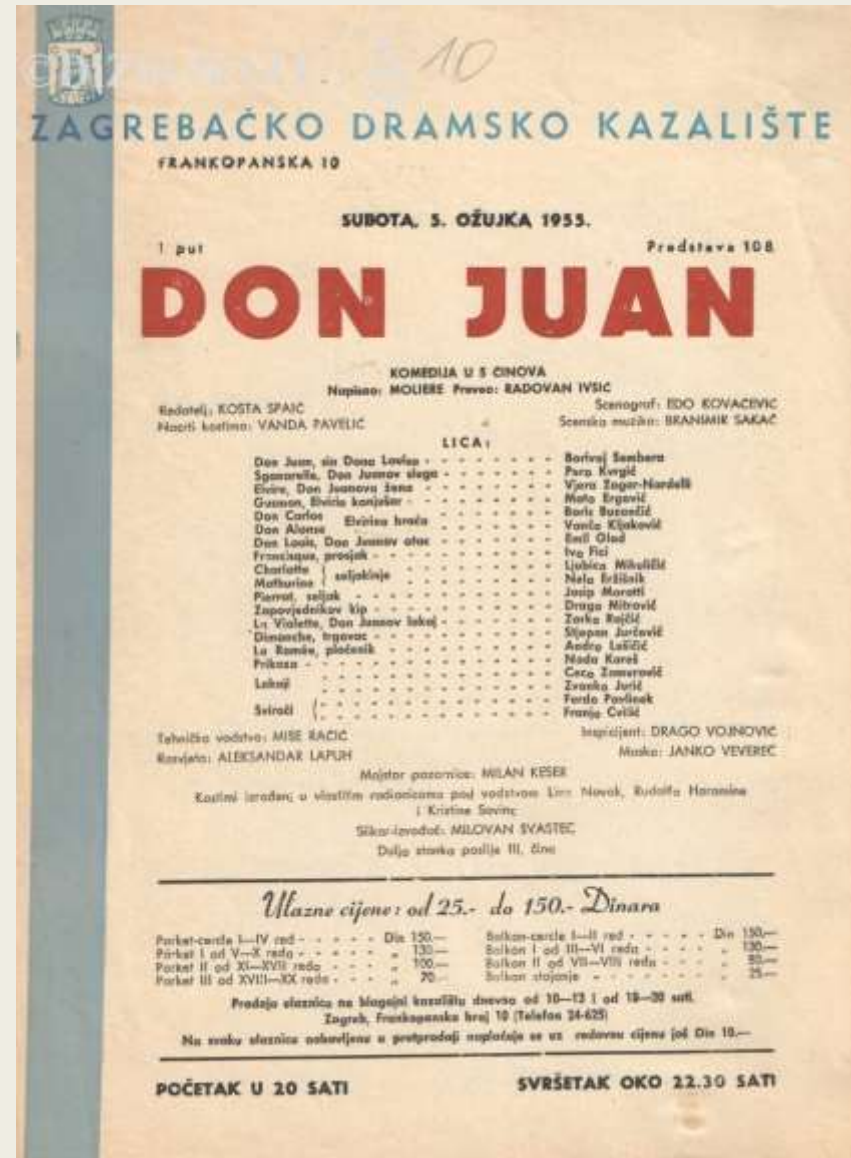 10
ZAGREBAČKO DRAMSKO KAZALIŠTE
FRANKOPANSKA 10
SUBOTA, 5. OŽUJKA 1955.
1 put Predstava 108
DON JUAN
KOMEDIJA U 5 ČINOVA
Napisao: MOLIERE Preveo: RADOVAN IVSIĆ
Redatelj: KOSTA SPAIĆ Scenograf: EDO KOVAČEVIĆ
Nacrti kostima: VANDA PAVELIĆ Scenska muzika: BRANIMIR SAKAČ
LICA:
Don Juan, sin Dona Louisa - - - - - - - - Borivoj Šembera
Sganarelle, Don Juanov sluga - - - - - - - - Pero Kvrgić
Elvire, Don Juanova žena - - - - - - - - Vjera Žagar-Nardelli
Gusman, Elvirin konjušar - - - - - - - - Mato Ergović
Don Carlos Elvirina braća - - - - - - - - Boris Buzančić
Don Alonse - - - - - - - - Vanča Kljaković
Don Louis, Don Juanov otac - - - - - - - - Emil Glad
Francisque, prosjak - - - - - - - - Ivo Fici
Charlotte seljakinje - - - - - - - - Ljubica Mikuličić
Mathurine - - - - - - - - Nela Eržišnik
Pierrot, seljak - - - - - - - - Josip Marotti
Zapovjednikov kip - - - - - - - - Drago Mitrović
La Violette, Don Juanov lakej - - - - - - - - Zorko Rajčić
Dimanche, trgovac - - - - - - - - Stjepan Jurčević
La Ramée, plaćenik - - - - - - - - Andro Lušičić
Prikaza - - - - - - - - Nada Kareš
Lakeji - - - - - - - - Ceca
Zvonko Jurić
Svirači - - - - - - - - Ferdo Pavlinek
Franjo Cvilić
Tehničko vodstvo: MIŠE RAČIĆ Inspicijent: DRAGO VOJNOVIĆ
Rasvjeta: ALEKSANDAR LAPUH Maska: JANKO VEVEREC
Majstor pozornice: MILAN KESER
Kostimi izrađeni u vlastitim radionicama pod vodstvom Line Novak, Rudolfa Haramine
i Kristine
Slikar-izvođač: MILOVAN SVASTEC
Dulja stanka poslije III. čina
Ulazne cijene: od 25.- do 150.- Dinara
Parket-cercle I—IV red - - - - - Din 150.— Balkon-cercle I—II red - - - - Din 150.—
Parket I od V—X reda - - - - - „ 130.— Balkon I od III—VI reda - - - - „ 130.—
Parket II od XI—XVII reda - - - - „ 100.— Balkon II od VII—VIII reda - - - - „ 80.—
Parket III od XVIII—XX reda - - - - „ 70.— Balkon stajanje - - - - „ 25.—
Prodaja ulaznica na blagajni kazališta dnevno od 10—13 i od 18—20 sati.
Zagreb, Frankopanska broj 10 (Telefon 24-625)
Na svaku ulaznicu nabavljenu u pretprodaji naplaćuje se uz redovnu cijenu još Din 10.—
POČETAK U 20 SATI SVRŠETAK OKO 22.30 SATI